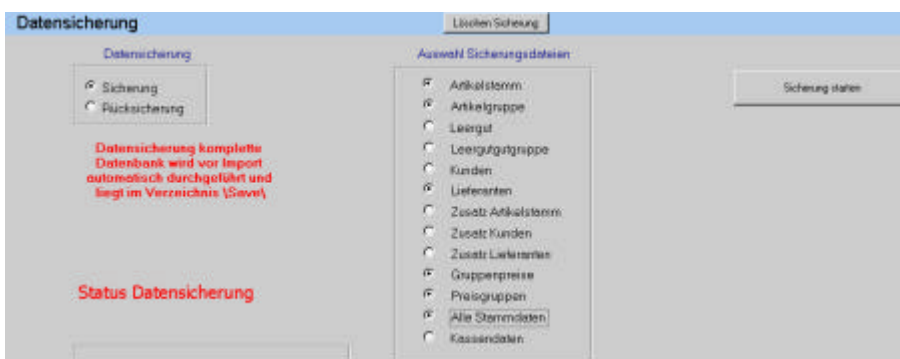 Datensicherung
Löschen Sicherung
Datensicherung
Sicherung
Rücksicherung
Datensicherung komplette
Datenbank wird vor Import
automatisch durchgeführt und
liegt im Verzeichnis \Save\
Status Datensicherung
Auswahl Sicherungsdateien
Artikelstamm
Artikelgruppe
Leergut
Leergutgutgruppe
Kunden
Lieferanten
Zusatz Artikelstamm
Zusatz Kunden
Zusatz Lieferanten
Gruppenpreise
Preisgruppen
Alle Stammdaten
Kassendaten
Sicherung starten